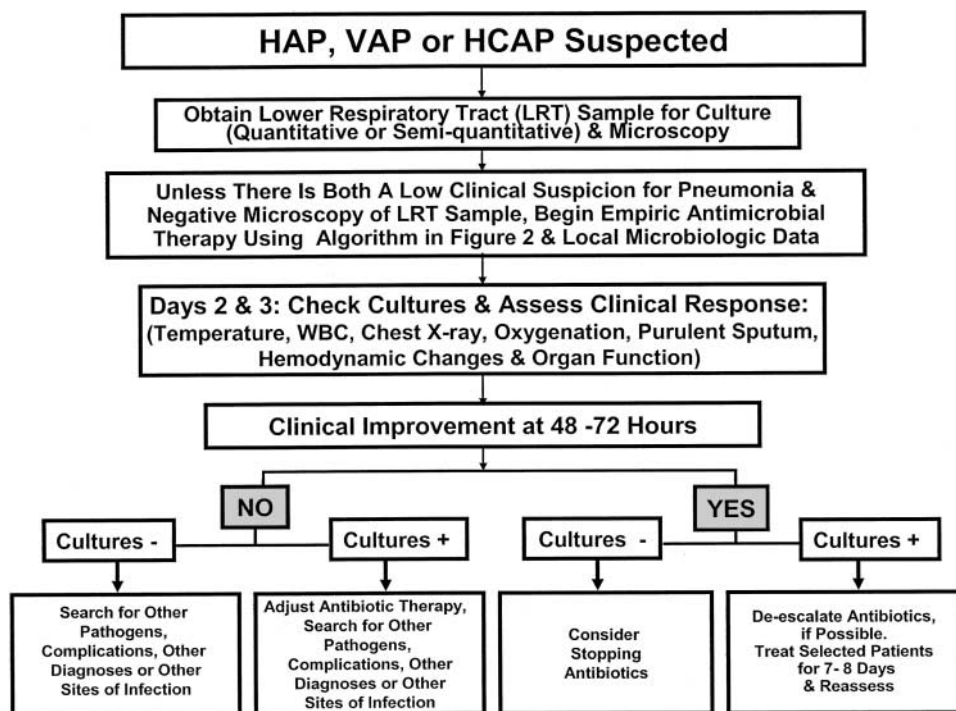 HAP, VAP or HCAP Suspected
Obtain Lower Respiratory Tract (LRT) Sample for Culture
(Quantitative or Semi-quantitative) & Microscopy
Unless There Is Both A Low Clinical Suspicion for Pneumonia &
Negative Microscopy of LRT Sample, Begin Empiric Antimicrobial
Therapy Using Algorithm in Figure 2 & Local Microbiologic Data
Days 2 & 3: Check Cultures & Assess Clinical Response:
(Temperature, WBC, Chest X-ray, Oxygenation, Purulent Sputum,
Hemodynamic Changes & Organ Function)
Clinical Improvement at 48 -72 Hours
NO
YES
Cultures -
Cultures +
Cultures -
Cultures +
Search for Other
Pathogens,
Complications, Other
Diagnoses or Other
Sites of Infection
Adjust Antibiotic Therapy,
Search for Other
Pathogens,
Complications, Other
Diagnoses or Other
Sites of Infection
Consider
Stopping
Antibiotics
De-escalate Antibiotics,
if Possible.
Treat Selected Patients
for 7- 8 Days
& Reassess